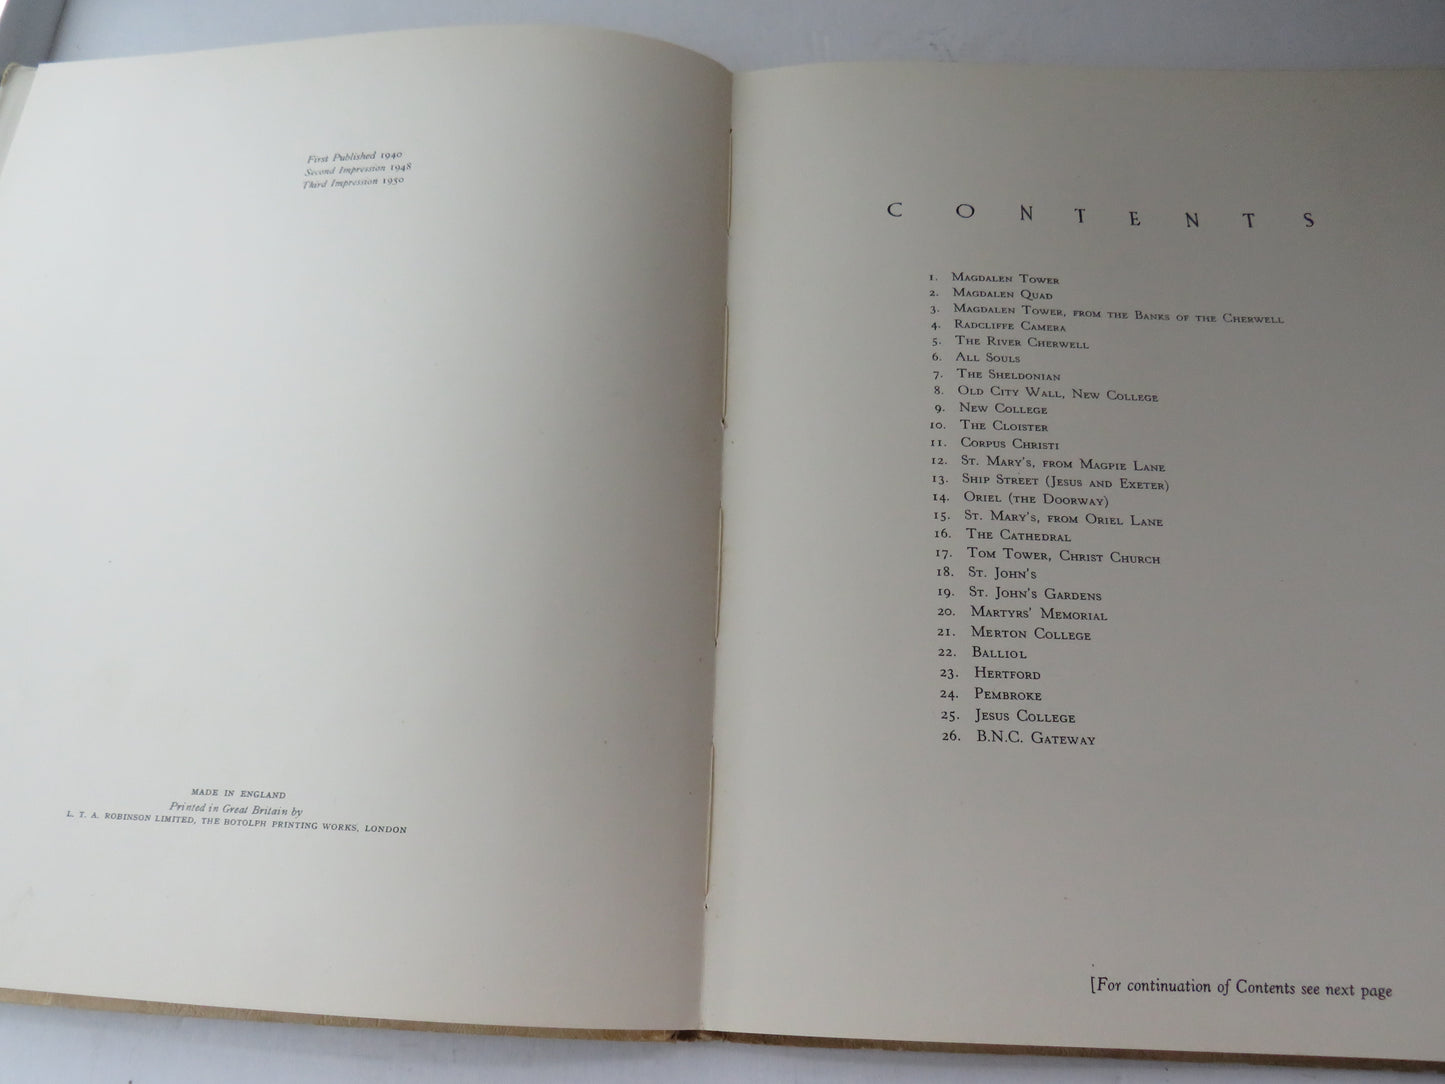 First Published 1940
Second Impression 1948
Third Impression 1950
MADE IN ENGLAND
Printed in Great Britain by
L. T. A. ROBINSON LIMITED, THE BOTOLPH PRINTING WORKS, LONDON
CONTENTS
1. MAGDALEN TOWER
2. MAGDALEN QUAD
3. MAGDALEN TOWER, FROM THE BANKS OF THE CHERWELL
4. RADCLIFFE CAMERA
5. THE RIVER CHERWELL
6. ALL SOULS
7. THE SHELDONIAN
8. OLD CITY WALL, NEW COLLEGE
9. NEW COLLEGE
10. THE CLOISTER
11. CORPUS CHRISTI
12. ST. MARY'S, FROM MAGPIE LANE
13. SHIP STREET (JESUS AND EXETER)
14. ORIEL (THE DOORWAY)
15. ST. MARY'S, FROM ORIEL LANE
16. THE CATHEDRAL
17. TOM TOWER, CHRIST CHURCH
18. ST. JOHN'S
19. ST. JOHN'S GARDENS
20. MARTYRS' MEMORIAL
21. MERTON COLLEGE
22. BALLIOL
23. HERTFORD
24. PEMBROKE
25. JESUS COLLEGE
26. B.N.C. GATEWAY
[For continuation of Contents see next page